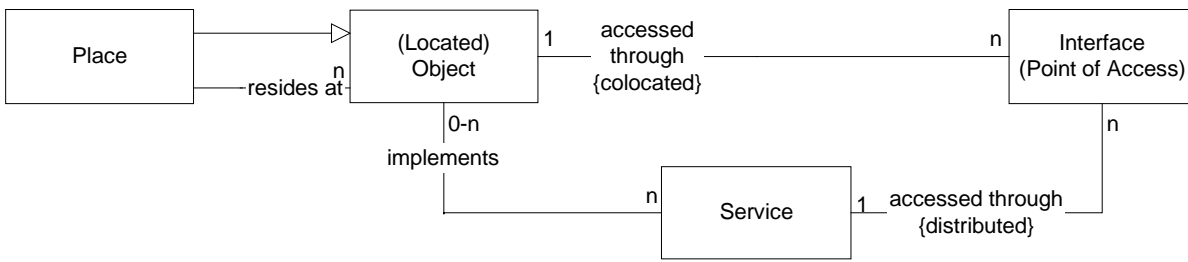 Place
n
resides at
(Located)
Object
1
accessed
through
{colocated}
n
Interface
(Point of Access)
0-n
implements
n
Service
1
accessed through
{distributed}
n